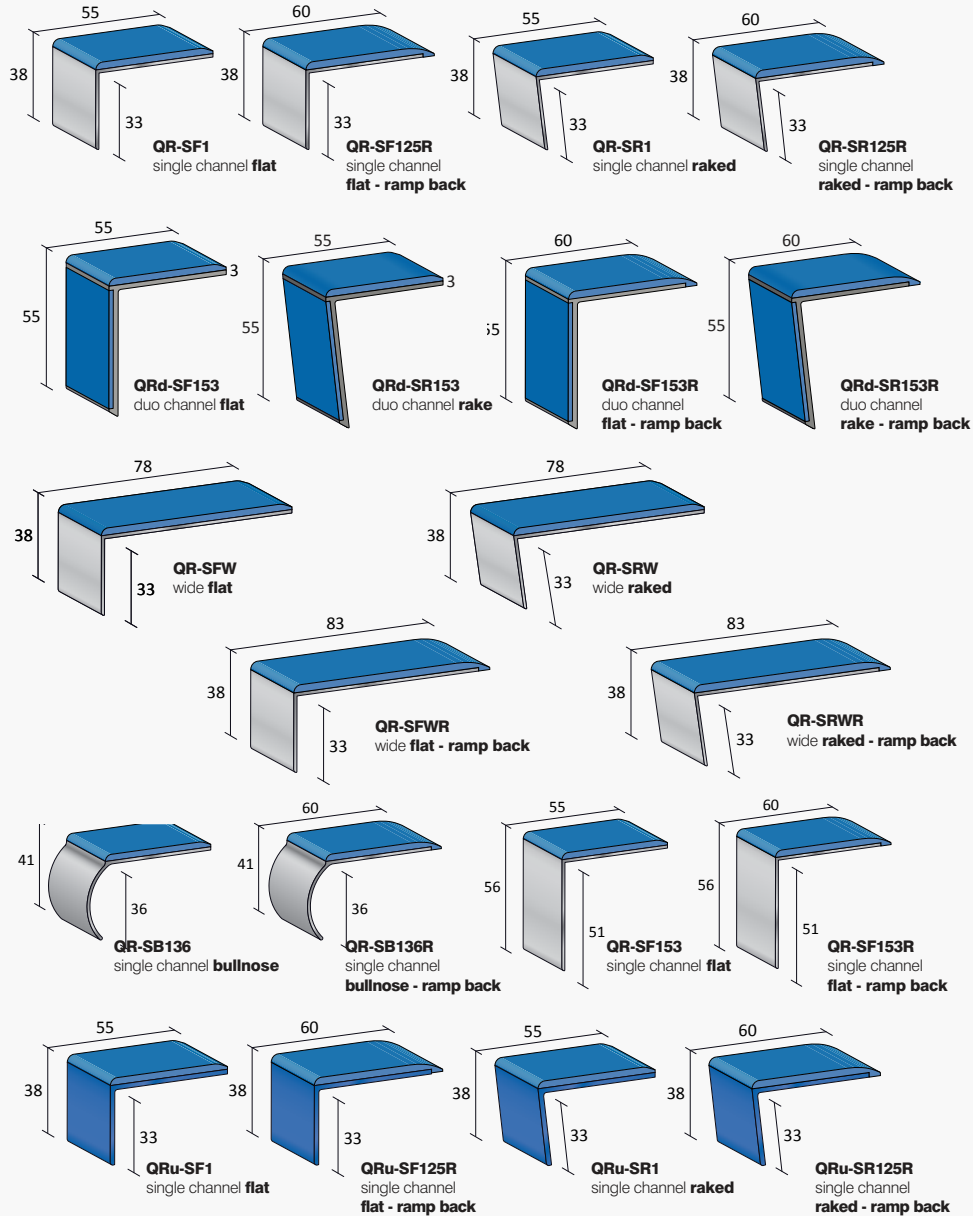 55
38
33
QR-SF1
single channel flat
60
38
33
QR-SF125R
single channel
flat - ramp back
55
38
33
QR-SR1
single channel raked
60
38
33
QR-SR125R
single channel
raked - ramp back
55
3
55
QRd-SF153
duo channel flat
55
3
55
QRd-SR153
duo channel rake
60
55
QRd-SF153R
duo channel
flat - ramp back
60
55
QRd-SR153R
duo channel
rake - ramp back
78
38
33
QR-SFW
wide flat
78
38
33
QR-SRW
wide raked
83
38
33
QR-SFWR
wide flat - ramp back
83
38
33
QR-SRWR
wide raked - ramp back
41
36
QR-SB136
single channel bullnose
60
41
36
QR-SB136R
single channel
bullnose - ramp back
55
56
51
QR-SF153
single channel flat
60
56
51
QR-SF153R
single channel
flat - ramp back
55
38
33
QRu-SF1
single channel flat
60
38
33
QRu-SF125R
single channel
flat - ramp back
55
38
33
QRu-SR1
single channel raked
60
38
33
QRu-SR125R
single channel
raked - ramp back